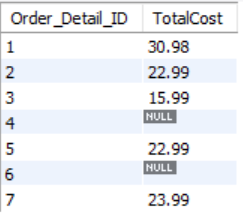 Order_Detail_ID TotalCost
1 30.98
2 22.99
3 15.99
4 NULL
5 22.99
6 NULL
7 23.99